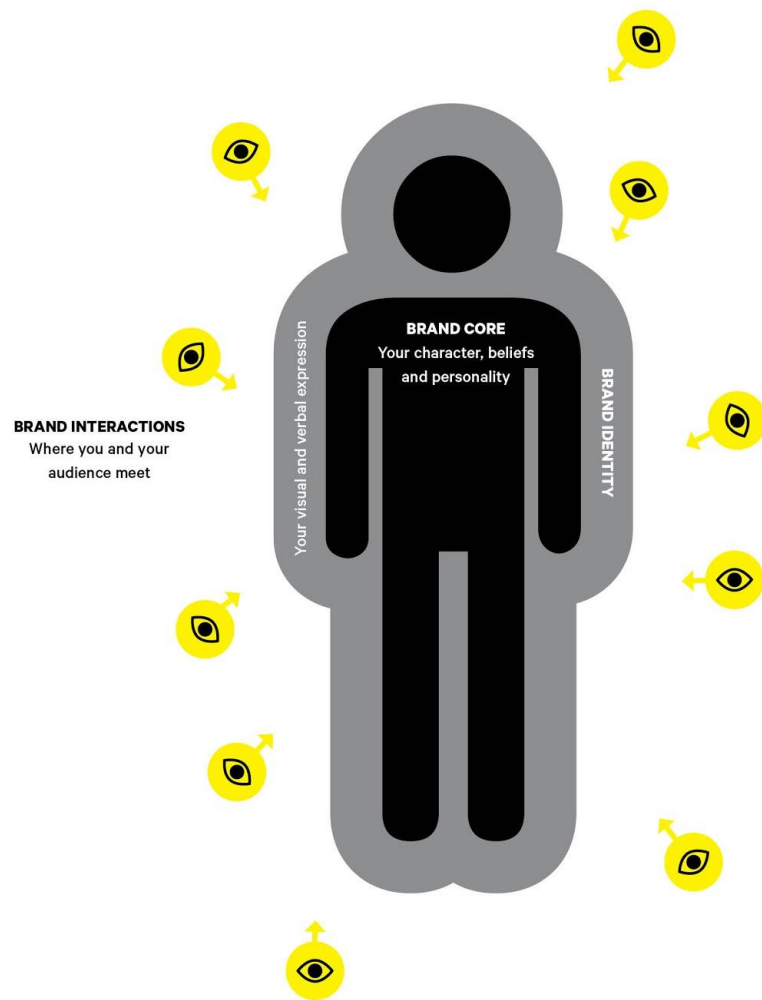 BRAND CORE
Your character, beliefs
and personality
Your visual and verbal expression
BRAND IDENTITY
BRAND INTERACTIONS
Where you and your
audience meet